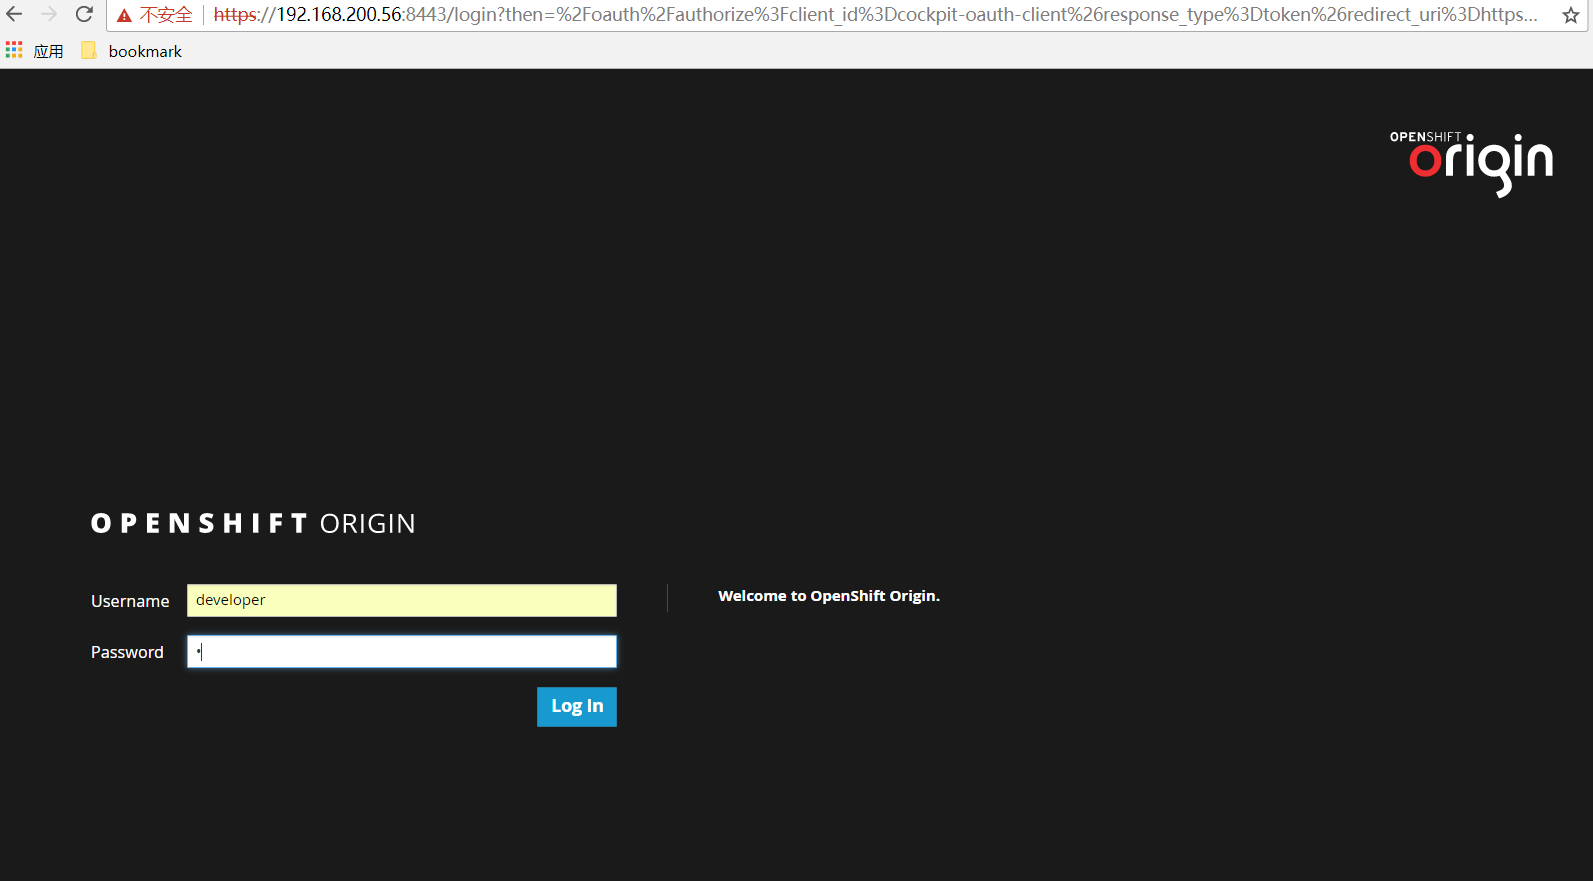 不安全 https://192.168.200.56:8443/login?then=%2Foauth%2Fauthorize%3Fclient_id%3Dcockpit-oauth-client%26response_type%3Dtoken%26redirect_uri%3Dhttps...
应用 bookmark
OPENSHIFT
origin
OPENSHIFT ORIGIN
Username developer
Welcome to OpenShift Origin.
Password •
Log In